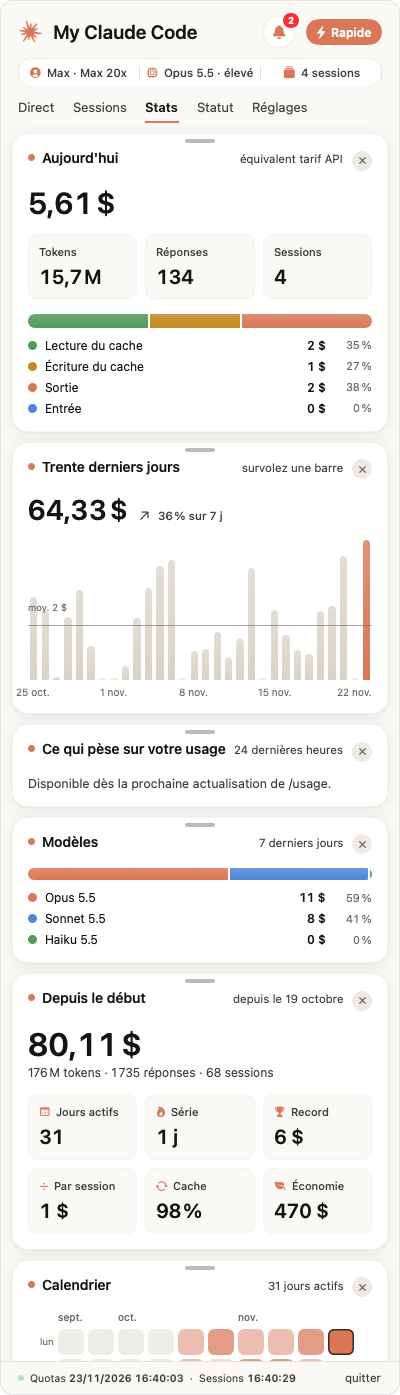 My Claude Code
2
Rapide
Max · Max 20x
Opus 5.5 · élevé
4 sessions
Direct Sessions Stats Statut Réglages
Aujourd'hui équivalent tarif API
5,61 $
Tokens Réponses Sessions
15,7 M 134 4
Lecture du cache 2 $ 35 %
Écriture du cache 1 $ 27 %
Sortie 2 $ 38 %
Entrée 0 $ 0 %
Trente derniers jours survolez une barre
64,33 $ 36 % sur 7 j
moy. 2 $
25 oct. 1 nov. 8 nov. 15 nov. 22 nov.
Ce qui pèse sur votre usage 24 dernières heures
Disponible dès la prochaine actualisation de /usage.
Modèles 7 derniers jours
Opus 5.5 11 $ 59 %
Sonnet 5.5 8 $ 41 %
Haiku 5.5 0 $ 0 %
Depuis le début depuis le 19 octobre
80,11 $
176 M tokens · 1 735 réponses · 68 sessions
Jours actifs Série Record
31 1 j 6 $
Par session Cache Économie
1 $ 98 % 470 $
Calendrier 31 jours actifs
sept. oct. nov.
lun
Quotas 23/11/2026 16:40:03 · Sessions 16:40:29 quitter